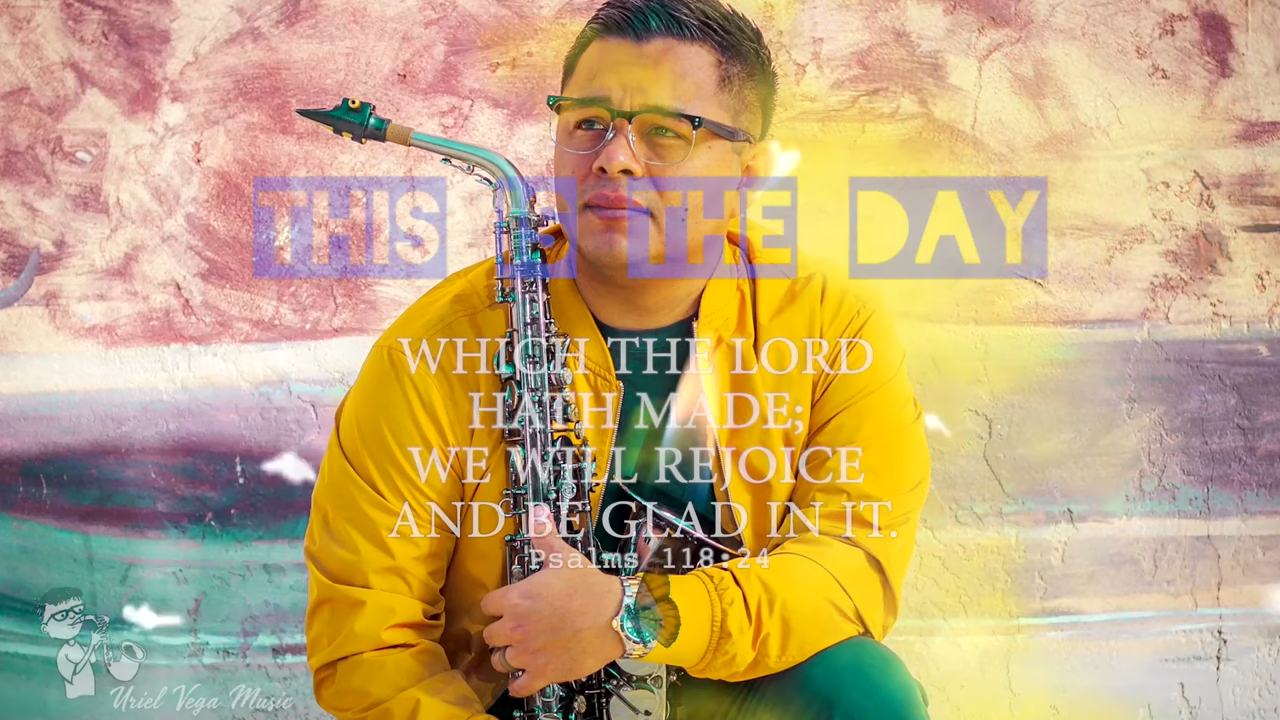 THIS IS THE DAY
WHICH THE LORD
HATH MADE;
WE WILL REJOICE
AND BE GLAD IN IT.
Psalms 118:24
Uriel Vega Music